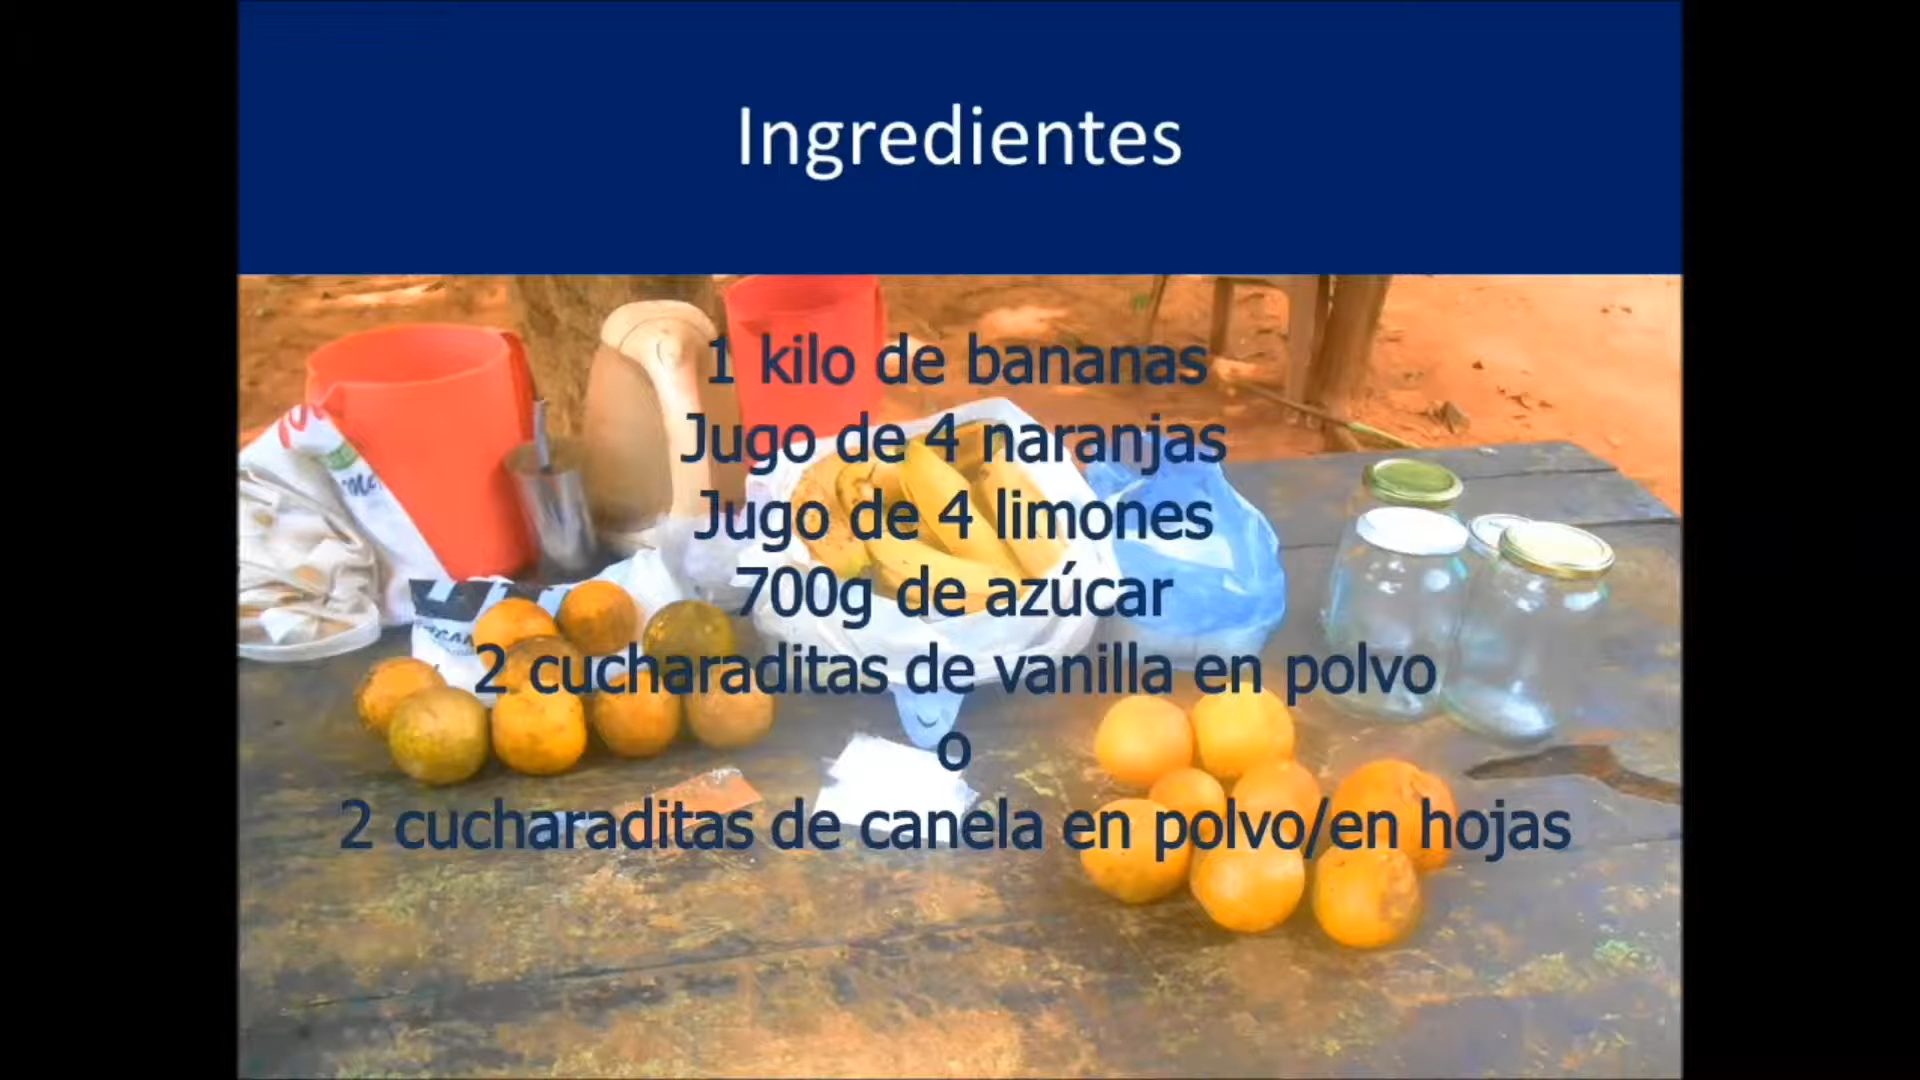 Ingredientes
1 kilo de bananas
Jugo de 4 naranjas
Jugo de 4 limones
700g de azúcar
2 cucharaditas de vanilla en polvo
o
2 cucharaditas de canela en polvo/en hojas